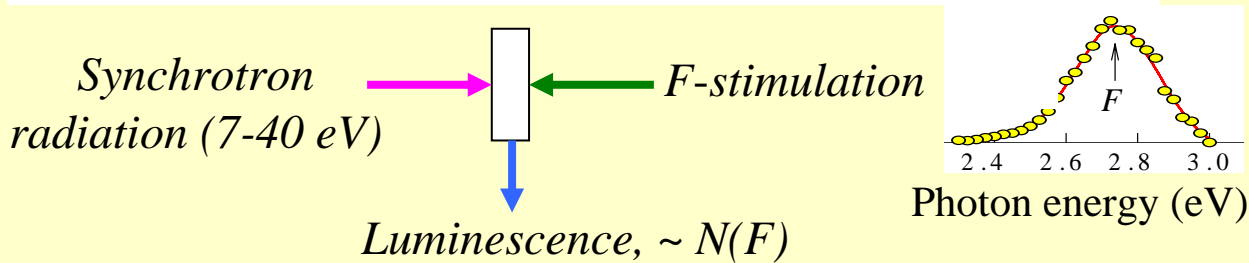 Synchrotron
radiation (7-40 eV)
F-stimulation
Luminescence, ~ N(F)
F
2.4 2.6 2.8 3.0
Photon energy (eV)